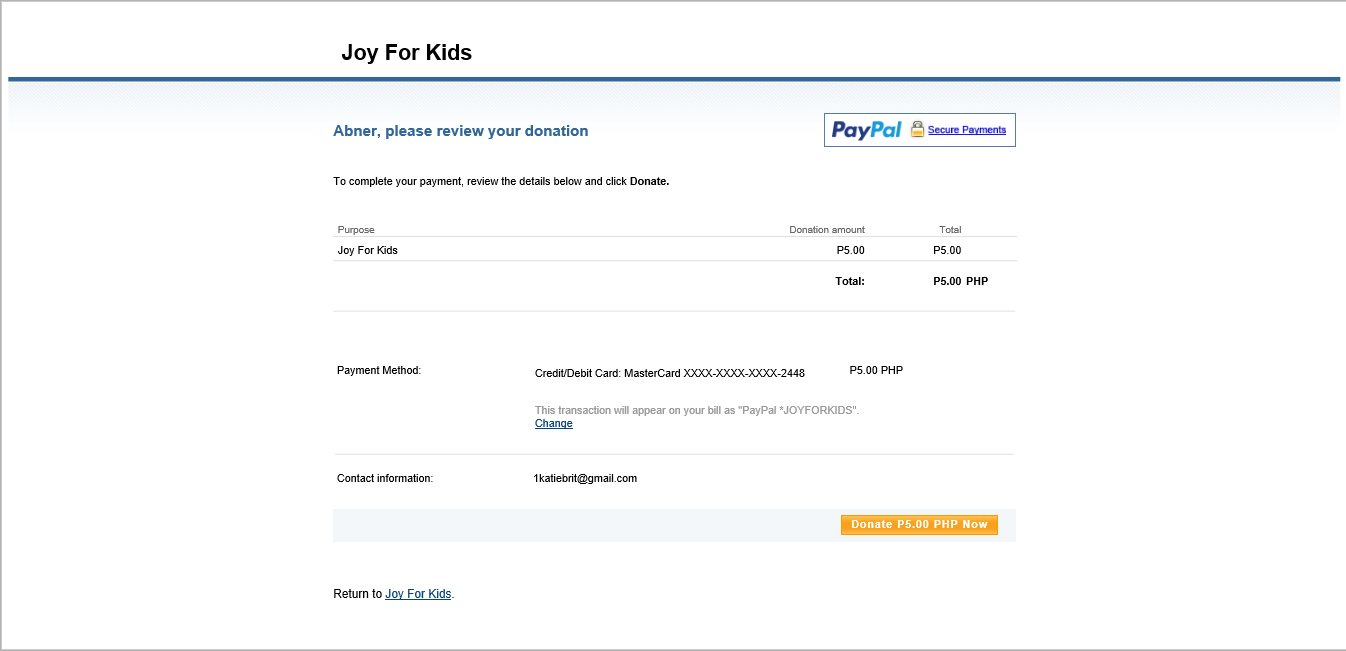 Joy For Kids
Abner, please review your donation
PayPal Secure Payments
To complete your payment, review the details below and click Donate.
Purpose Donation amount Total
Joy For Kids P5.00 P5.00
Total: P5.00 PHP
Payment Method: Credit/Debit Card: MasterCard XXXX-XXXX-XXXX-2448 P5.00 PHP
This transaction will appear on your bill as "PayPal *JOYFORKIDS".
Change
Contact information: 1katiebrit@gmail.com
Donate P5.00 PHP Now
Return to Joy For Kids.